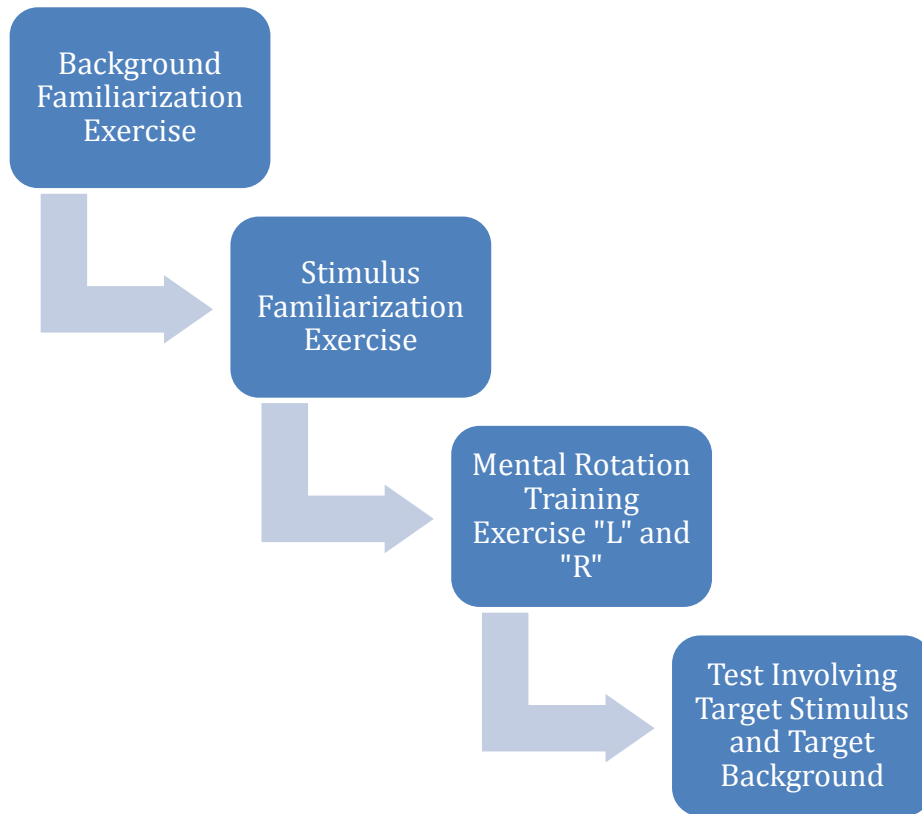 Background
Familiarization
Exercise
Stimulus
Familiarization
Exercise
Mental Rotation
Training
Exercise "L" and
"R"
Test Involving
Target Stimulus
and Target
Background